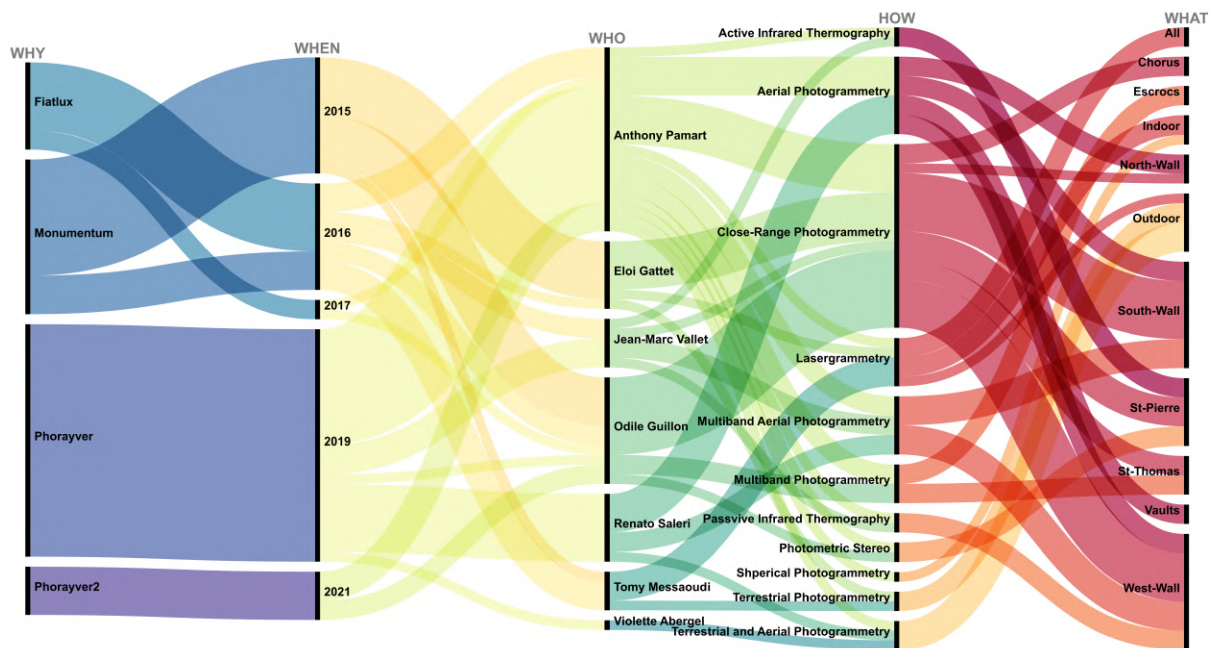 WHY
Fiatlux
Monumentum
Phorayver
Phorayver2
WHEN
2015
2016
2017
2019
2021
WHO
Anthony Pamart
Eloi Gattet
Jean-Marc Vallet
Odile Guillon
Renato Saleri
Tomy Messaoudi
Violette Abergel
HOW
Active Infrared Thermography
Aerial Photogrammetry
Close-Range Photogrammetry
Lasergrammetry
Multiband Aerial Photogrammetry
Multiband Photogrammetry
Passvive Infrared Thermography
Photometric Stereo
Shperical Photogrammetry
Terrestrial Photogrammetry
Terrestrial and Aerial Photogrammetry
WHAT
All
Chorus
Escrocs
Indoor
North-Wall
Outdoor
South-Wall
St-Pierre
St-Thomas
Vaults
West-Wall